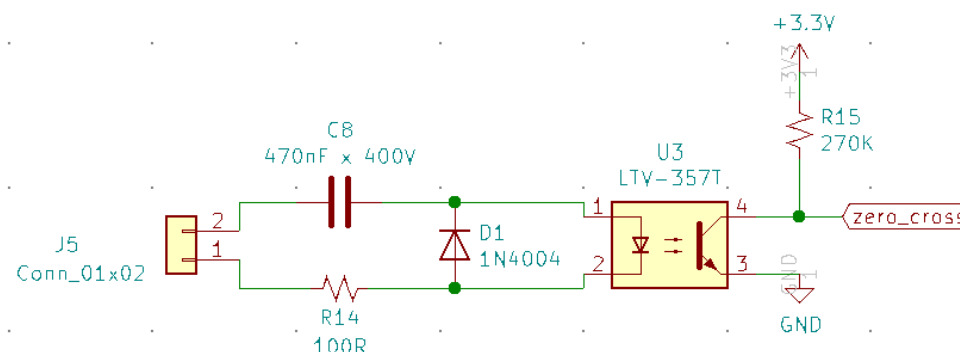 +3.3V
+3V3
1
R15
270K
C8
470nF x 400V
U3
LTV-357T
2
1
J5
Conn_01x02
D1
1N4004
1
2
4
3
zero_cross
GND
1
GND
R14
100R